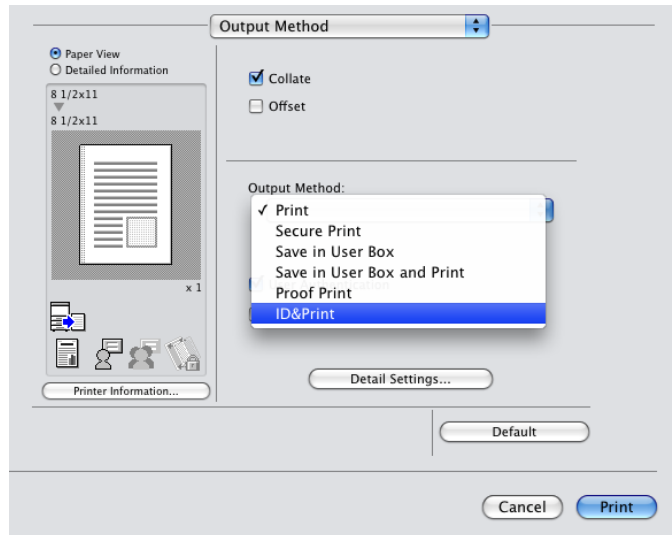 Output Method
Paper View
Detailed Information
8 1/2x11
8 1/2x11
x 1
Printer Information...
Collate
Offset
Output Method:
✓ Print
Secure Print
Save in User Box
Save in User Box and Print
Proof Print
ID&Print
User Authentication
Detail Settings...
Default
Cancel
Print